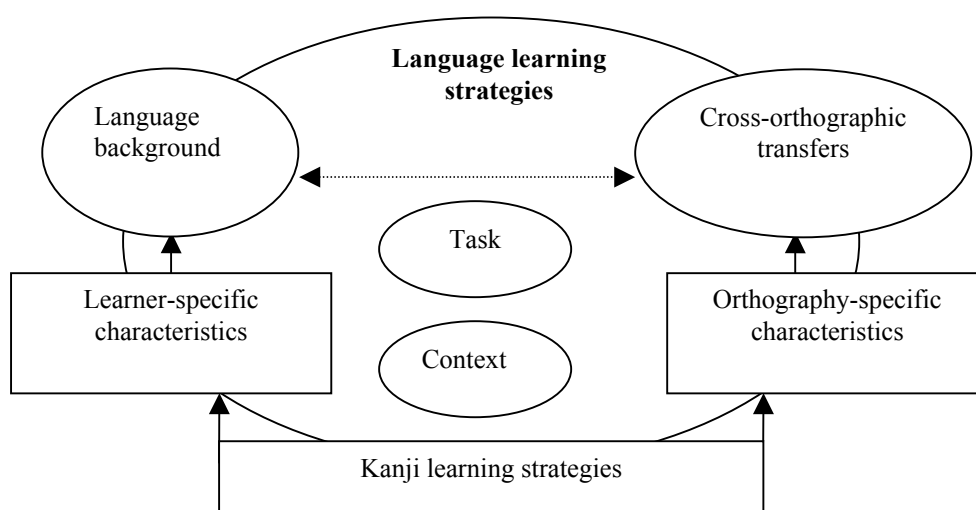 Language learning
strategies
Language
background
Cross-orthographic
transfers
Task
Learner-specific
characteristics
Orthography-specific
characteristics
Context
Kanji learning strategies